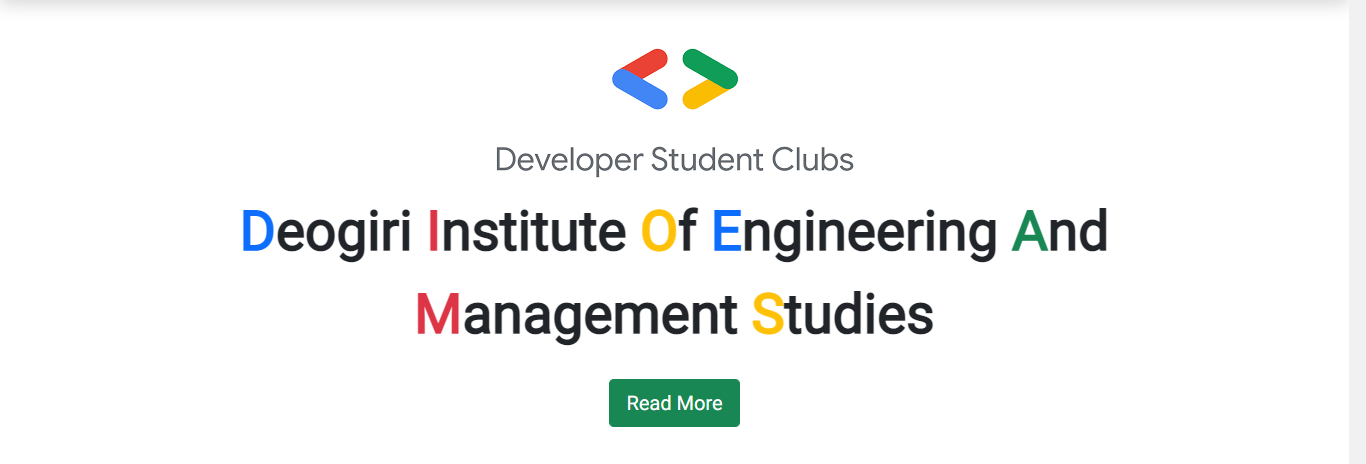 Developer Student Clubs
Deogiri Institute Of Engineering And
Management Studies
Read More